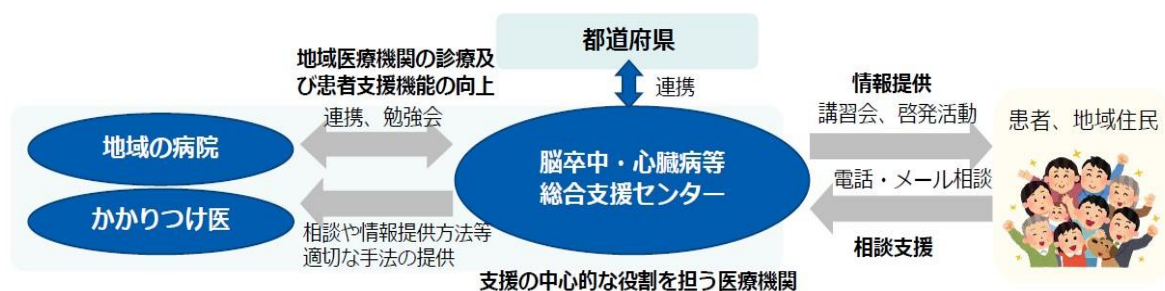 都道府県
地域医療機関の診療及
び患者支援機能の向上
連携
情報提供
連携、勉強会
講習会、啓発活動
患者、地域住民
地域の病院
脳卒中・心臓病等
総合支援センター
電話・メール相談
かかりつけ医
相談や情報提供方法等
適切な手法の提供
相談支援
支援の中心的な役割を担う医療機関